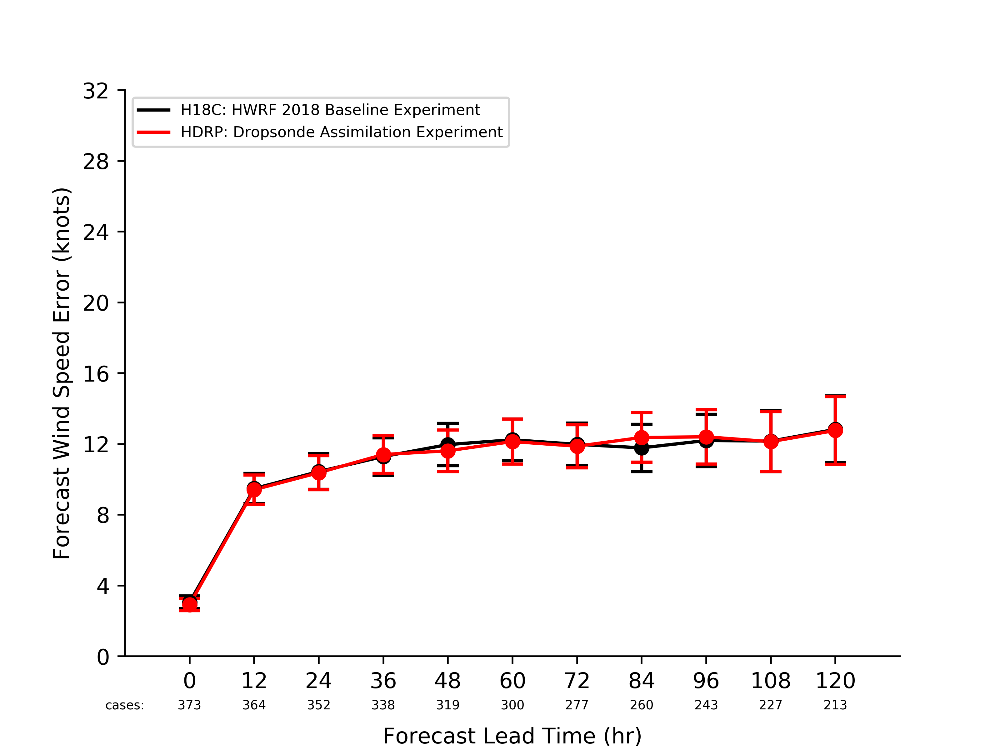 H18C: HWRF 2018 Baseline Experiment
HDRP: Dropsonde Assimilation Experiment
Forecast Wind Speed Error (knots)
32
28
24
20
16
12
8
4
0
0 12 24 36 48 60 72 84 96 108 120
cases: 373 364 352 338 319 300 277 260 243 227 213
Forecast Lead Time (hr)